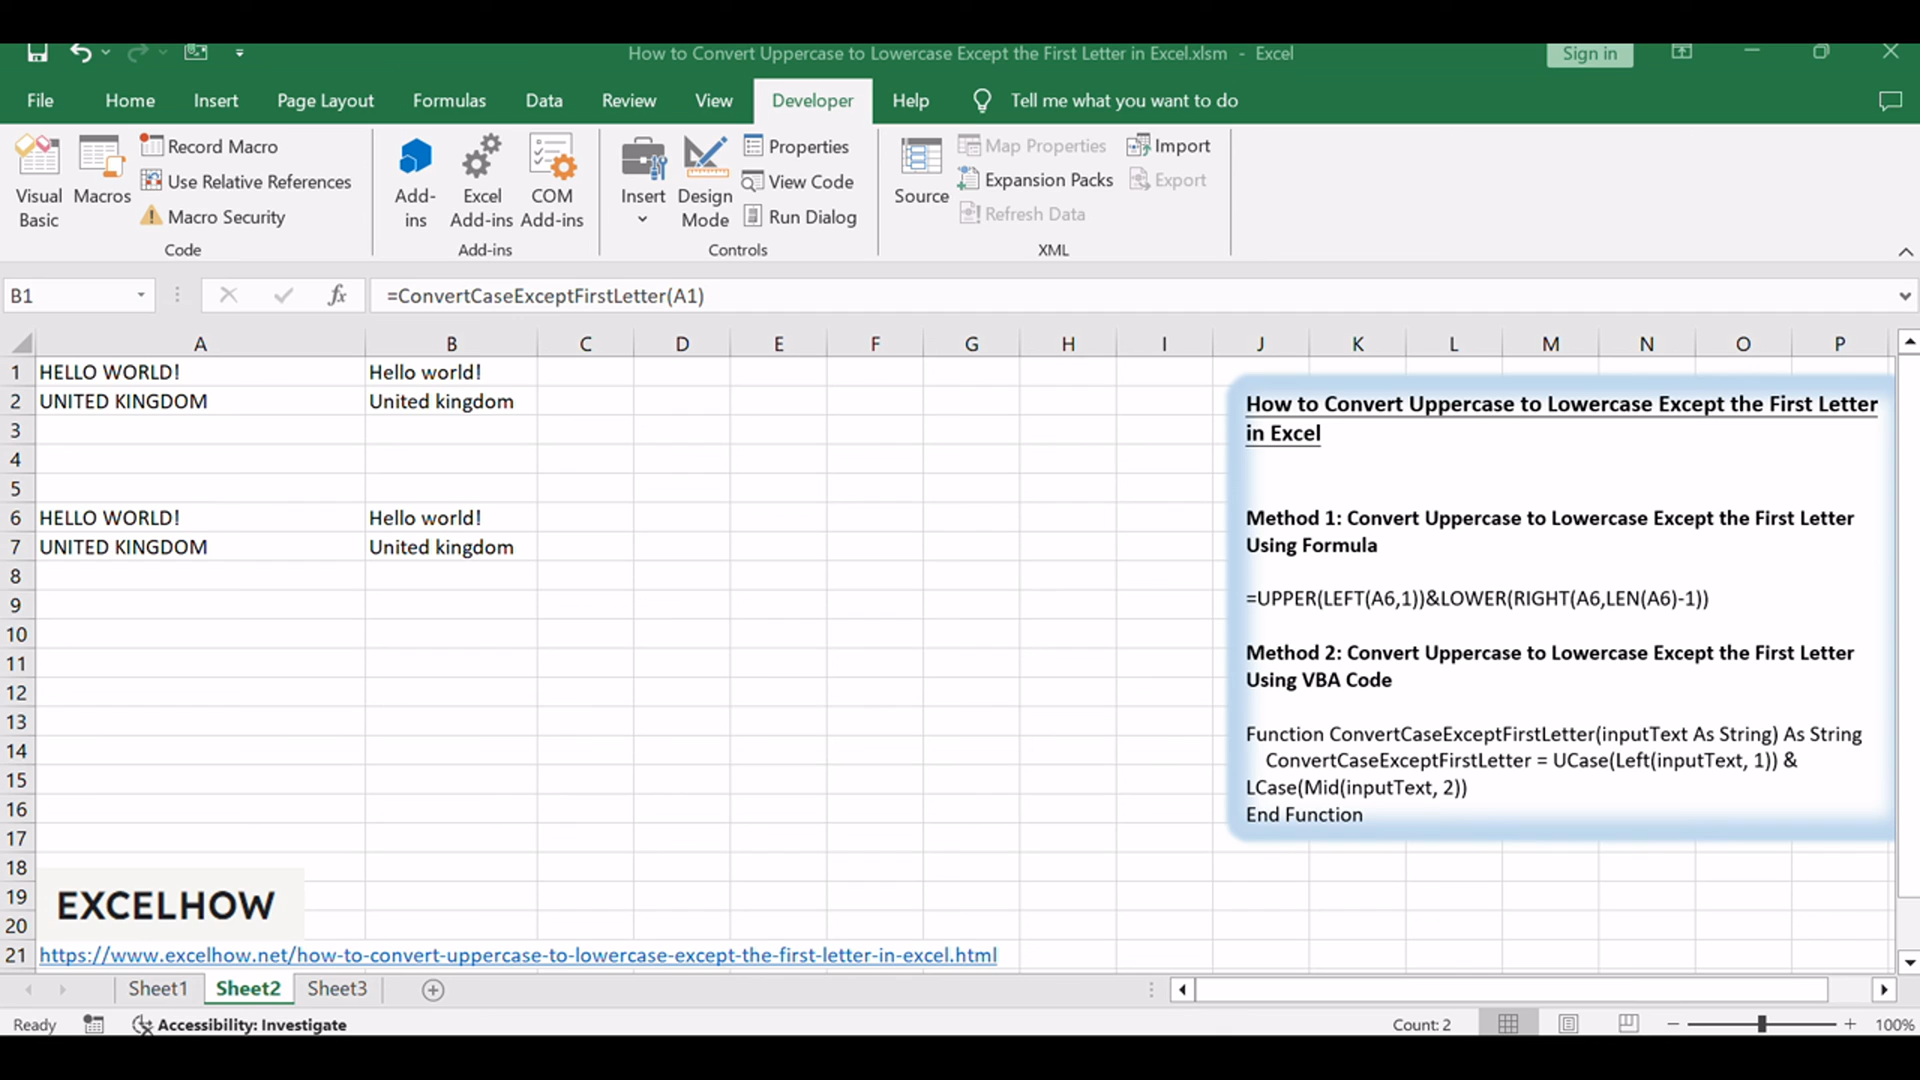 How to Convert Uppercase to Lowercase Except the First Letter in Excel.xlsm - Excel
Sign in
File Home Insert Page Layout Formulas Data Review View Developer Help Tell me what you want to do
Visual Basic
Macros
Record Macro
Use Relative References
Macro Security
Code
Add-ins
Excel Add-ins
COM Add-ins
Add-ins
Insert
Design Mode
Properties
View Code
Run Dialog
Controls
Source
Map Properties
Expansion Packs
Refresh Data
Import
Export
XML
B1 fx =ConvertCaseExceptFirstLetter(A1)
A B C D E F G H I J K L M N O P
1 HELLO WORLD! Hello world!
2 UNITED KINGDOM United kingdom
3
4
5
6 HELLO WORLD! Hello world!
7 UNITED KINGDOM United kingdom
8
9
10
11
12
13
14
15
16
17
18
19
20
21 https://www.excelhow.net/how-to-convert-uppercase-to-lowercase-except-the-first-letter-in-excel.html
EXCELHOW
How to Convert Uppercase to Lowercase Except the First Letter
in Excel
Method 1: Convert Uppercase to Lowercase Except the First Letter
Using Formula
=UPPER(LEFT(A6,1))&LOWER(RIGHT(A6,LEN(A6)-1))
Method 2: Convert Uppercase to Lowercase Except the First Letter
Using VBA Code
Function ConvertCaseExceptFirstLetter(inputText As String) As String
ConvertCaseExceptFirstLetter = UCase(Left(inputText, 1)) &
LCase(Mid(inputText, 2))
End Function
Sheet1 Sheet2 Sheet3
Ready Accessibility: Investigate Count: 2 100%